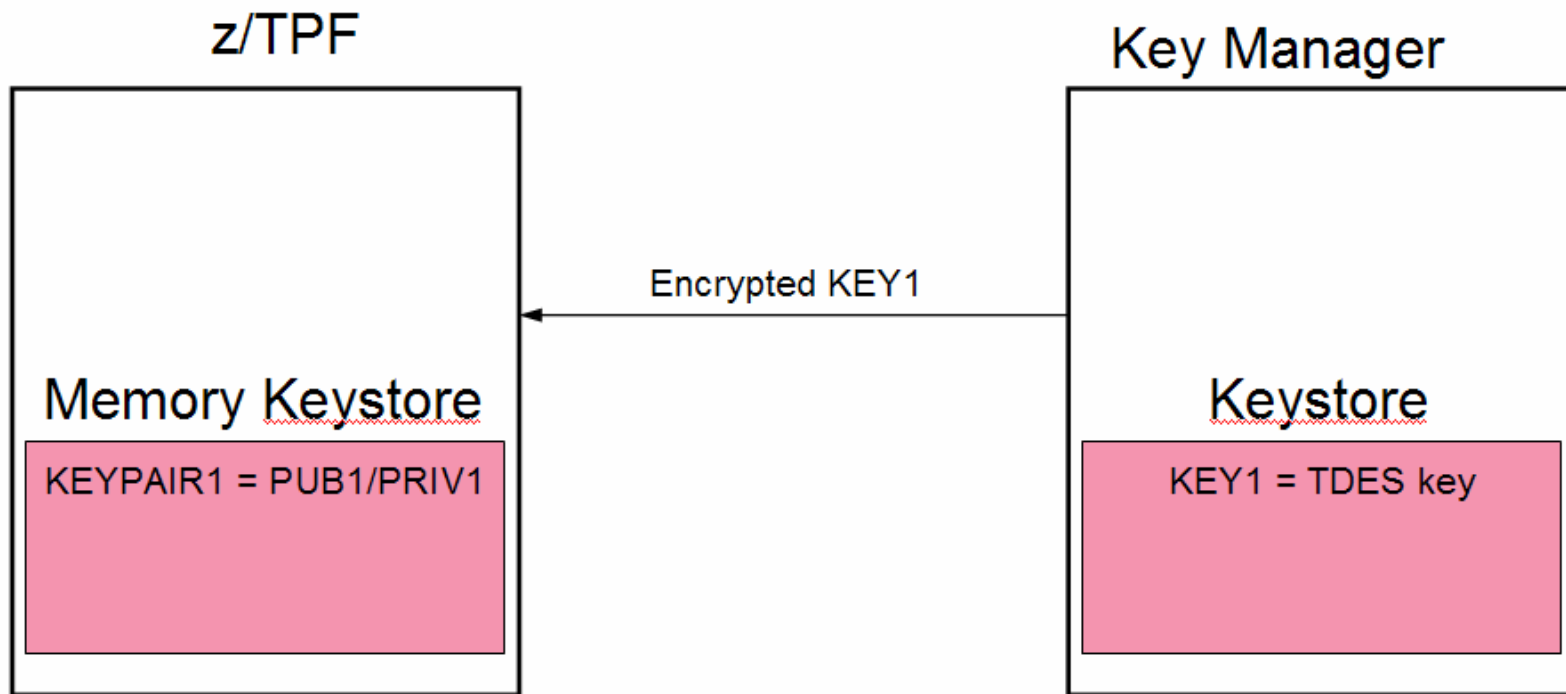 z/TPF
Key Manager
Encrypted KEY1
Memory Keystore
Keystore
KEYPAIR1 = PUB1/PRIV1
KEY1 = TDES key